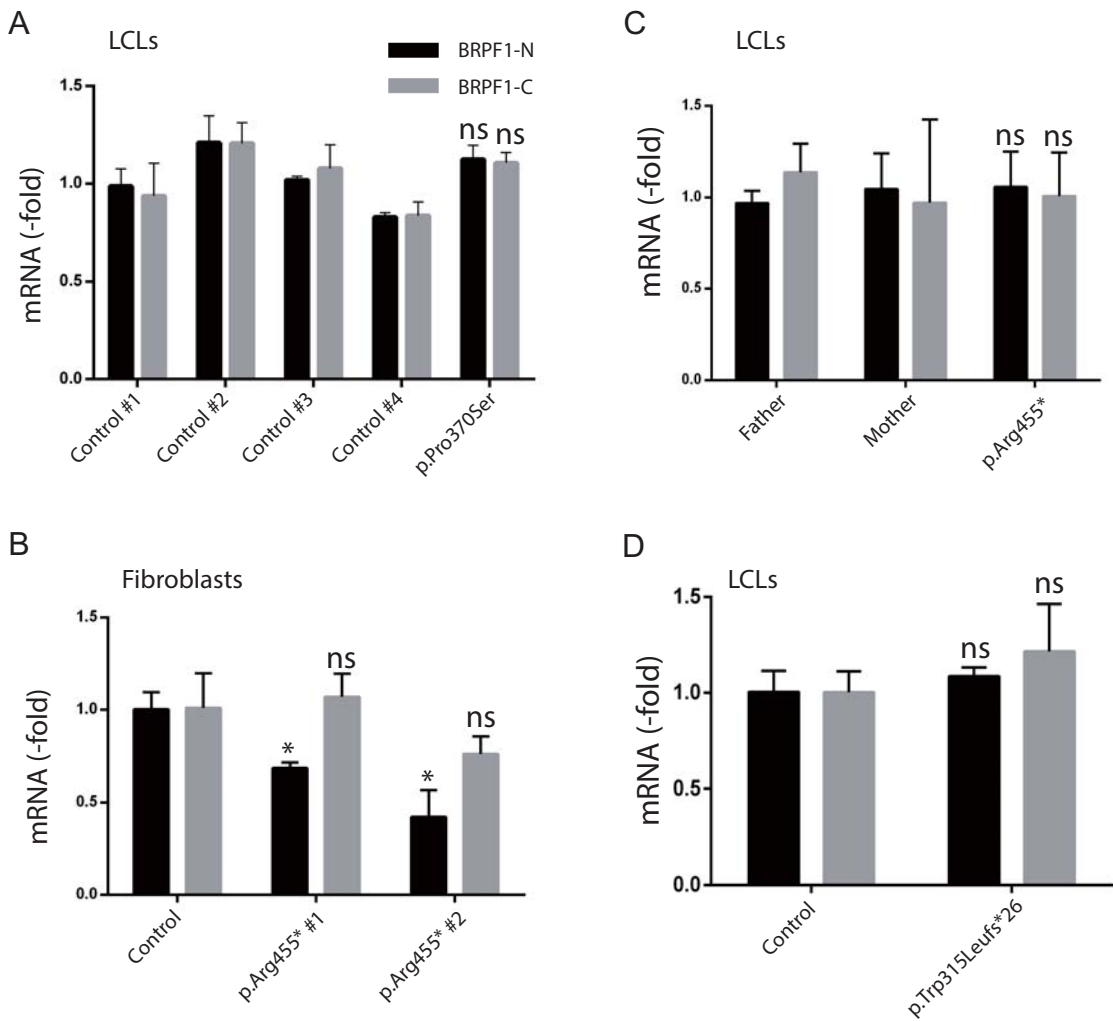 A
LCLs
BRPF1-N
BRPF1-C
mRNA (-fold)
1.5
1.0
0.5
0.0
ns ns
Control #1
Control #2
Control #3
Control #4
p.Pro370Ser
C
LCLs
mRNA (-fold)
1.5
1.0
0.5
0.0
ns ns
Father
Mother
p.Arg455*
B
Fibroblasts
mRNA (-fold)
1.5
1.0
0.5
0.0
* ns
* ns
Control
p.Arg455* #1
p.Arg455* #2
D
LCLs
mRNA (-fold)
1.5
1.0
0.5
0.0
ns
ns
Control
p.Trp315Leufs*26